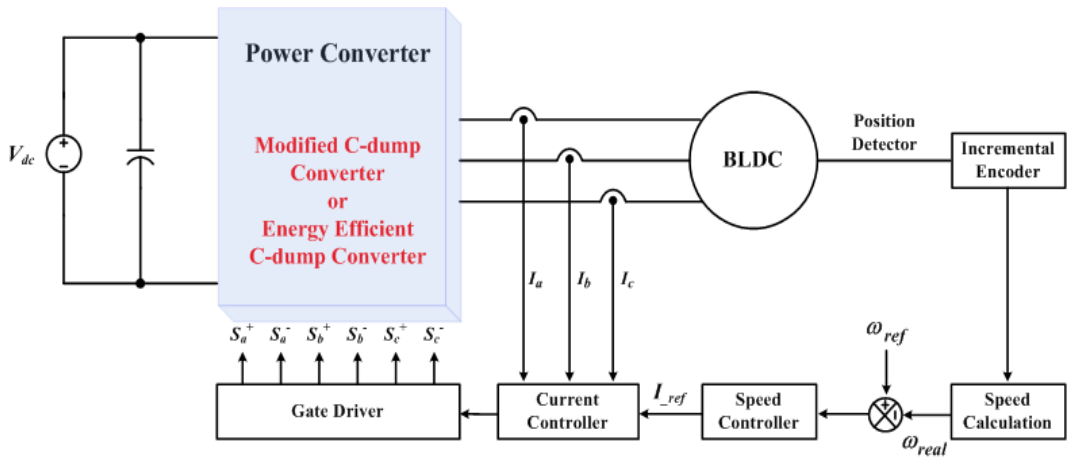 Power Converter
Modified C-dump
Converter
or
Energy Efficient
C-dump Converter
V_dc
+
−
BLDC
Position
Detector
Incremental
Encoder
I_a
I_b
I_c
S_a^+
S_a^-
S_b^+
S_b^-
S_c^+
S_c^-
Gate Driver
Current
Controller
I_ref
Speed
Controller
ω_ref
+
−
ω_real
Speed
Calculation